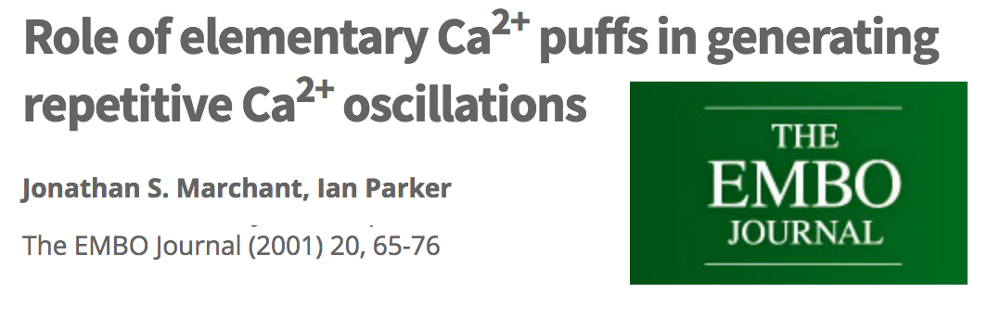 Role of elementary Ca²⁺ puffs in generating
repetitive Ca²⁺ oscillations
Jonathan S. Marchant, Ian Parker
The EMBO Journal (2001) 20, 65-76
THE
EMBO
JOURNAL